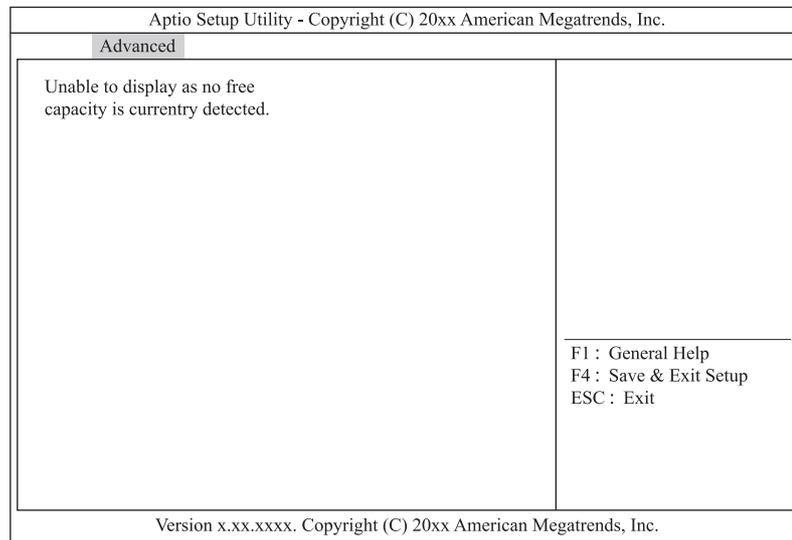 Aptio Setup Utility - Copyright (C) 20xx American Megatrends, Inc.
Advanced
Unable to display as no free
capacity is currentry detected.
F1 : General Help
F4 : Save & Exit Setup
ESC : Exit
Version x.xx.xxxx. Copyright (C) 20xx American Megatrends, Inc.